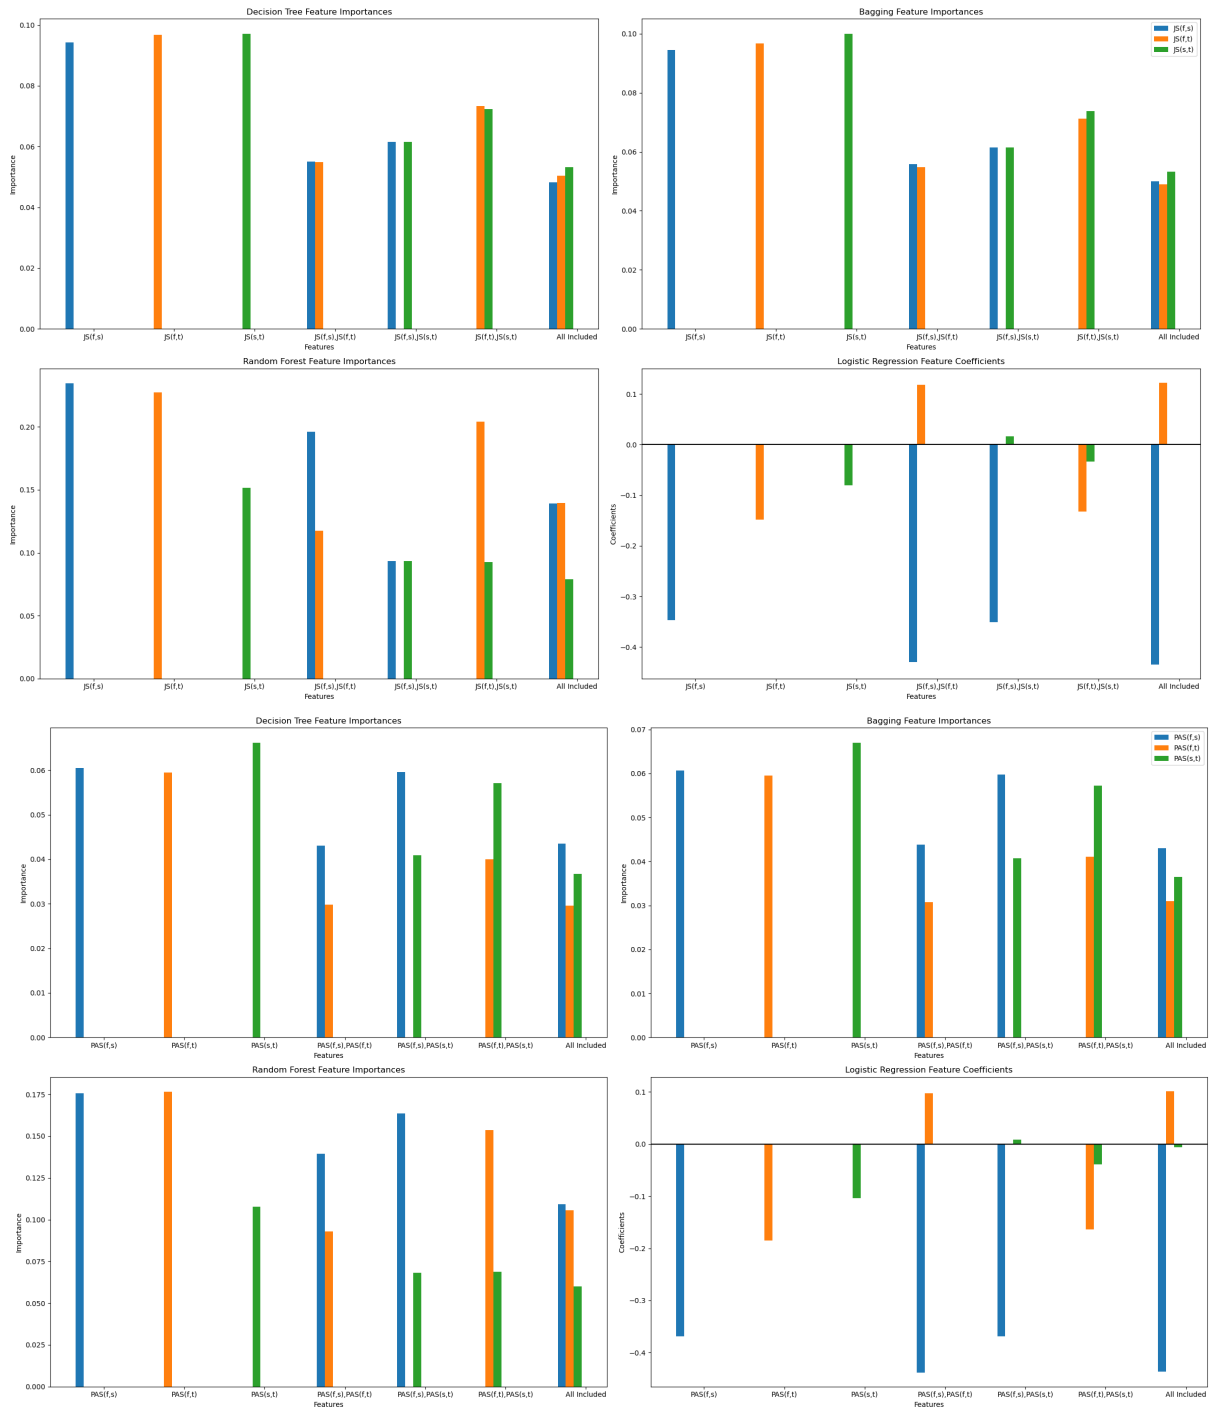 Decision Tree Feature Importances
Importance
0.10
0.08
0.06
0.04
0.02
0.00
JS(f,s)
JS(f,t)
JS(s,t)
JS(f,s),JS(f,t)
JS(f,s),JS(s,t)
JS(f,t),JS(s,t)
All Included
Features
Bagging Feature Importances
JS(f,s)
JS(f,t)
JS(s,t)
Importance
0.10
0.08
0.06
0.04
0.02
0.00
JS(f,s)
JS(f,t)
JS(s,t)
JS(f,s),JS(f,t)
JS(f,s),JS(s,t)
JS(f,t),JS(s,t)
All Included
Features
Random Forest Feature Importances
Importance
0.20
0.15
0.10
0.05
0.00
JS(f,s)
JS(f,t)
JS(s,t)
JS(f,s),JS(f,t)
JS(f,s),JS(s,t)
JS(f,t),JS(s,t)
All Included
Features
Logistic Regression Feature Coefficients
Coefficients
0.1
0.0
−0.1
−0.2
−0.3
−0.4
JS(f,s)
JS(f,t)
JS(s,t)
JS(f,s),JS(f,t)
JS(f,s),JS(s,t)
JS(f,t),JS(s,t)
All Included
Features
Decision Tree Feature Importances
Importance
0.06
0.05
0.04
0.03
0.02
0.01
0.00
PAS(f,s)
PAS(f,t)
PAS(s,t)
PAS(f,s),PAS(f,t)
PAS(f,s),PAS(s,t)
PAS(f,t),PAS(s,t)
All Included
Features
Bagging Feature Importances
PAS(f,s)
PAS(f,t)
PAS(s,t)
Importance
0.07
0.06
0.05
0.04
0.03
0.02
0.01
0.00
PAS(f,s)
PAS(f,t)
PAS(s,t)
PAS(f,s),PAS(f,t)
PAS(f,s),PAS(s,t)
PAS(f,t),PAS(s,t)
All Included
Features
Random Forest Feature Importances
Importance
0.175
0.150
0.125
0.100
0.075
0.050
0.025
0.000
PAS(f,s)
PAS(f,t)
PAS(s,t)
PAS(f,s),PAS(f,t)
PAS(f,s),PAS(s,t)
PAS(f,t),PAS(s,t)
All Included
Features
Logistic Regression Feature Coefficients
Coefficients
0.1
0.0
−0.1
−0.2
−0.3
−0.4
PAS(f,s)
PAS(f,t)
PAS(s,t)
PAS(f,s),PAS(f,t)
PAS(f,s),PAS(s,t)
PAS(f,t),PAS(s,t)
All Included
Features